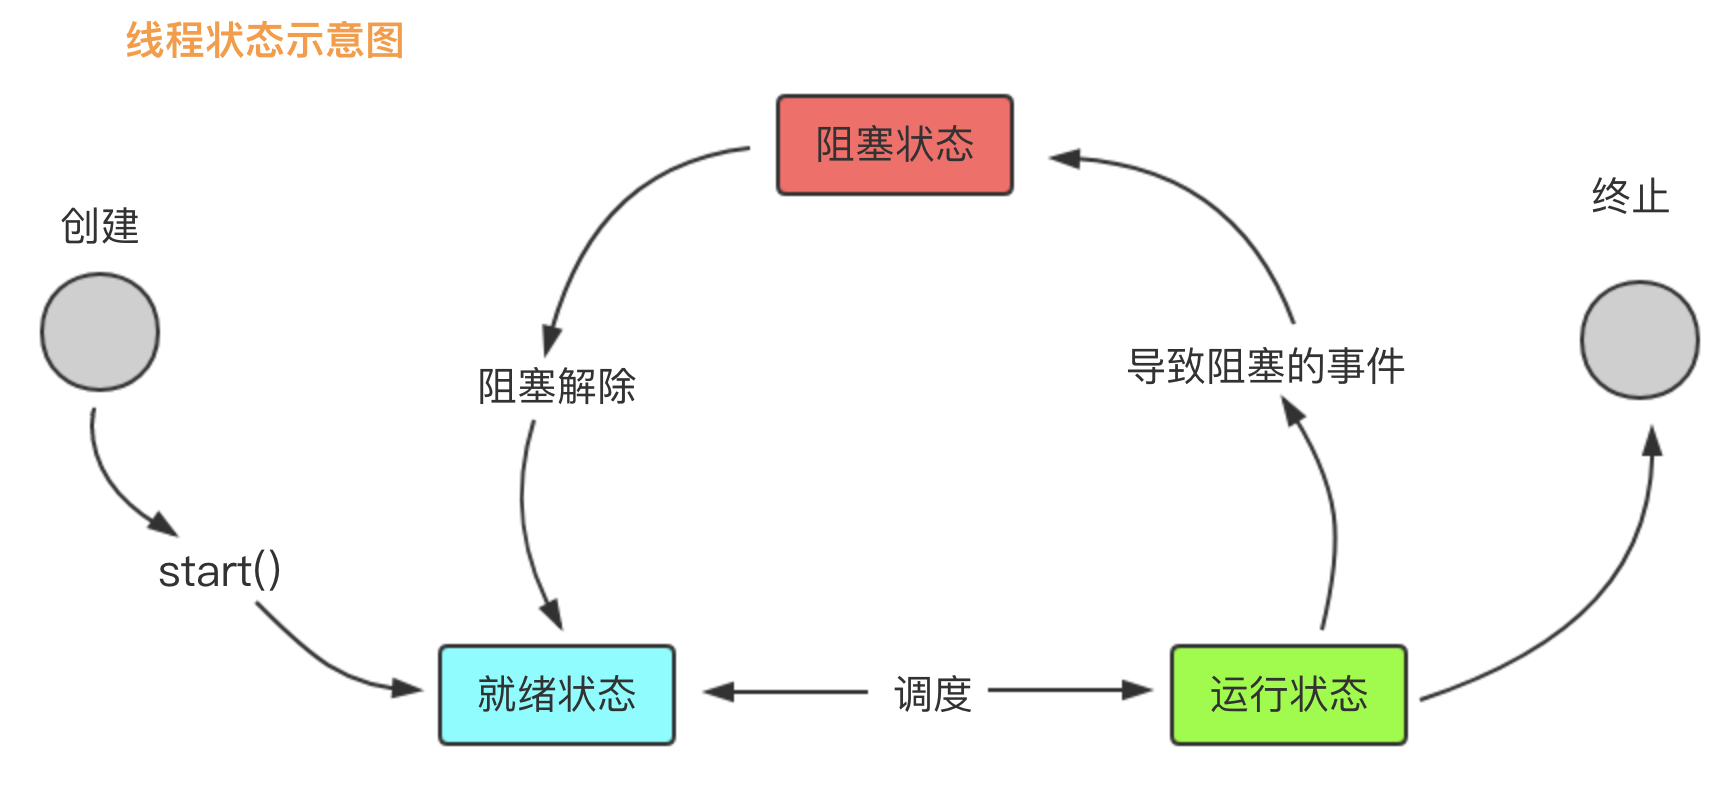 线程状态示意图
阻塞状态
创建
终止
阻塞解除
导致阻塞的事件
start()
就绪状态
调度
运行状态